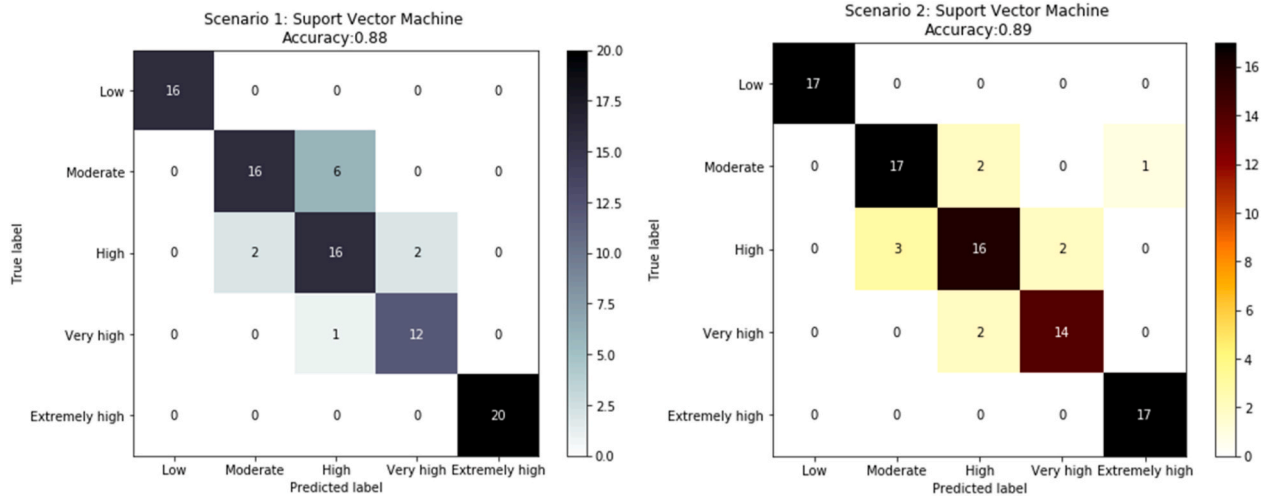 Scenario 1: Suport Vector Machine
Accuracy:0.88
True label
Low
Moderate
High
Very high
Extremely high
16 0 0 0 0
0 16 6 0 0
0 2 16 2 0
0 0 1 12 0
0 0 0 0 20
Low Moderate High Very high Extremely high
Predicted label
20.0
17.5
15.0
12.5
10.0
7.5
5.0
2.5
0.0
Scenario 2: Suport Vector Machine
Accuracy:0.89
True label
Low
Moderate
High
Very high
Extremely high
17 0 0 0 0
0 17 2 0 1
0 3 16 2 0
0 0 2 14 0
0 0 0 0 17
Low Moderate High Very high Extremely high
Predicted label
16
14
12
10
8
6
4
2
0